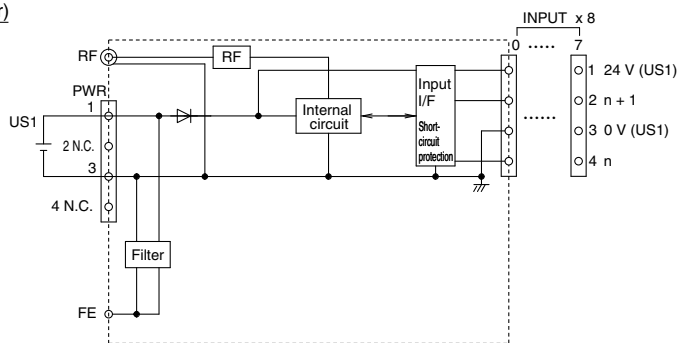 r)
INPUT x 8
0 ..... 7
RF
RF
PWR
1
US1
2 N.C.
3
4 N.C.
Internal
circuit
Input
I/F
Short-
circuit
protection
......
1 24 V (US1)
2 n + 1
3 0 V (US1)
4 n
Filter
FE